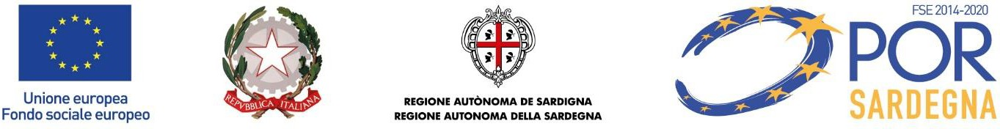 Unione europea
Fondo sociale europeo
REPVBBLICA ITALIANA
REGIONE AUTÒNOMA DE SARDIGNA
REGIONE AUTONOMA DELLA SARDEGNA
FSE 2014-2020
POR
SARDEGNA